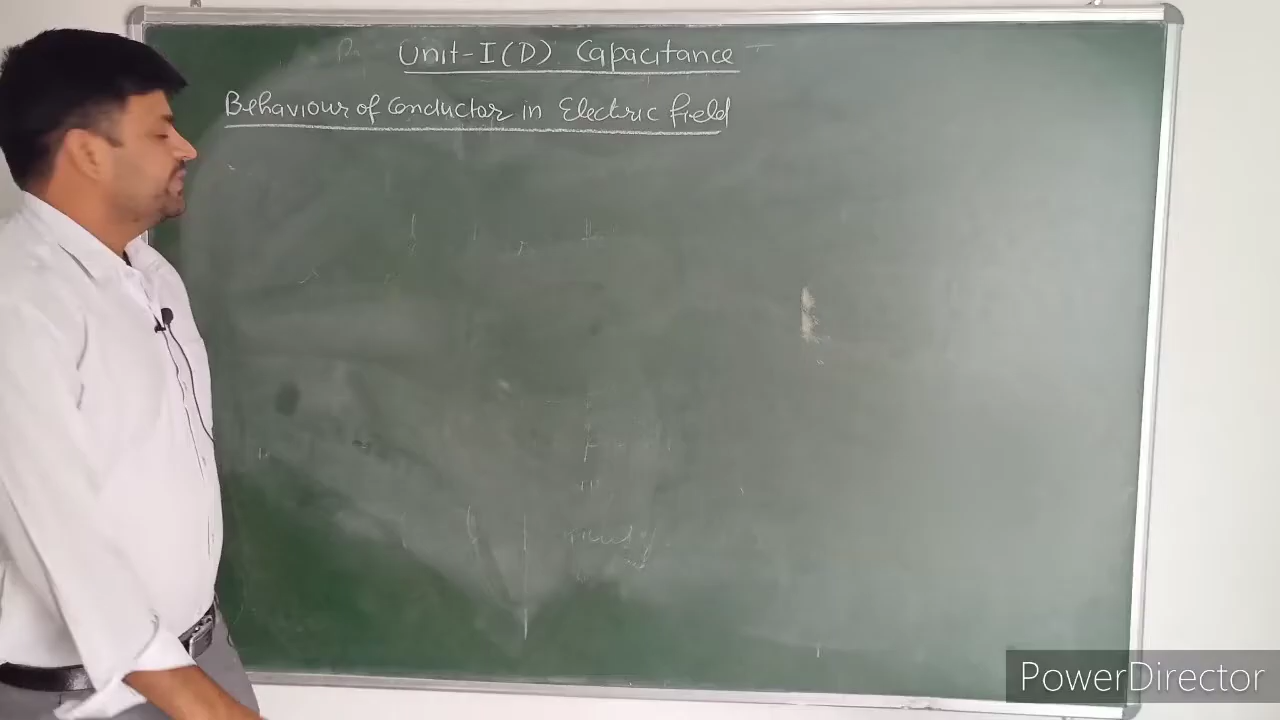 Unit-I(D) Capacitance
Behaviour of Conductor in Electric field
PowerDirector